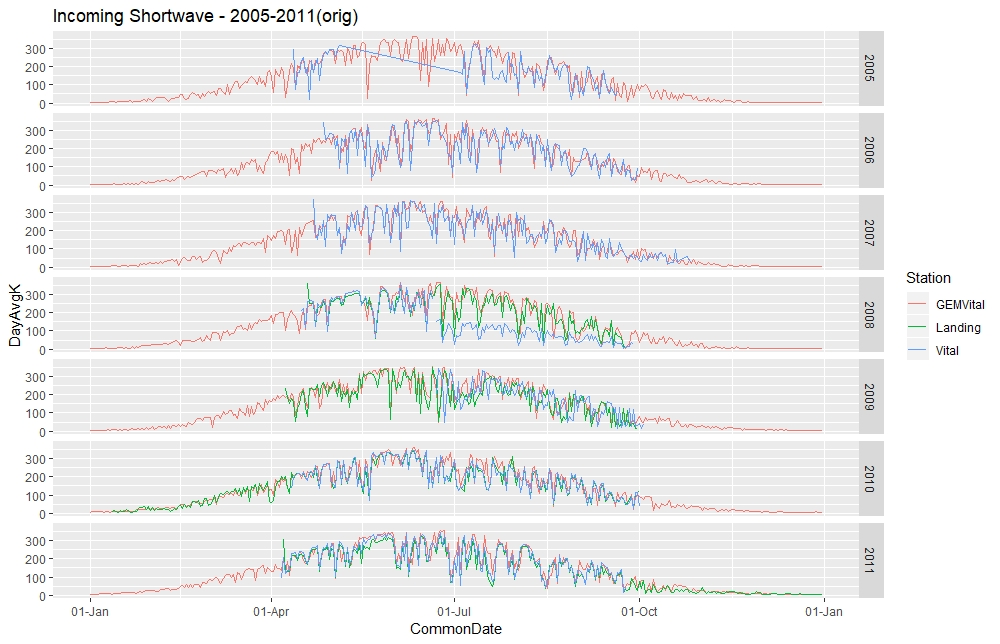 Incoming Shortwave - 2005-2011(orig)
DayAvgK
300
200
100
0
2005
300
200
100
0
2006
300
200
100
0
2007
300
200
100
0
2008
300
200
100
0
2009
300
200
100
0
2010
300
200
100
0
2011
01-Jan
01-Apr
01-Jul
01-Oct
01-Jan
CommonDate
Station
GEMVital
Landing
Vital